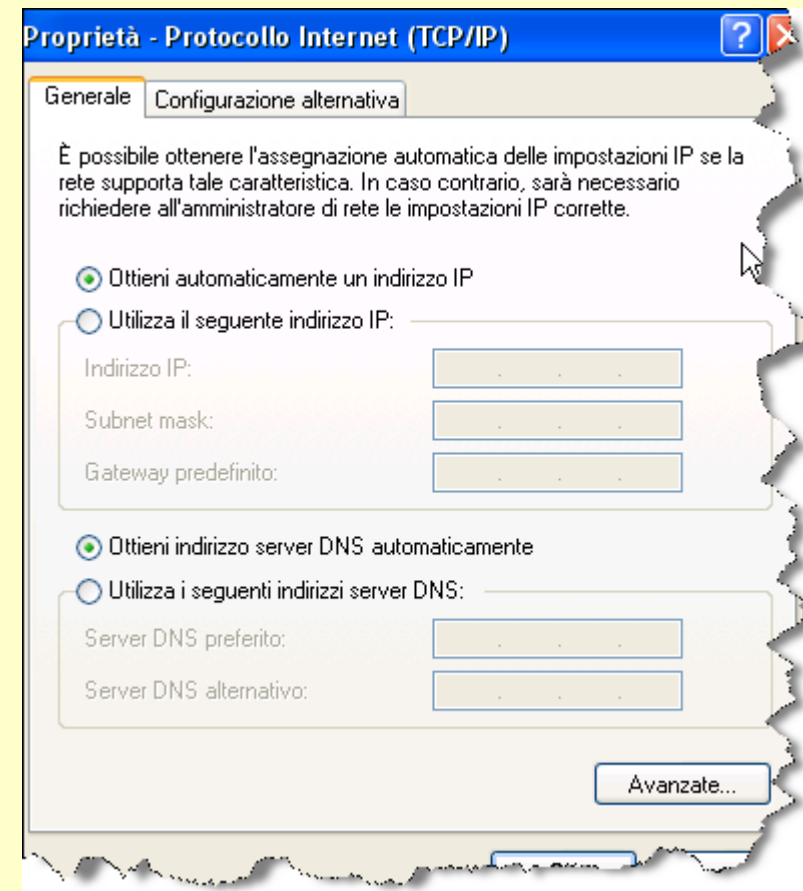 Proprietà - Protocollo Internet (TCP/IP)
Generale
Configurazione alternativa
È possibile ottenere l'assegnazione automatica delle impostazioni IP se la
rete supporta tale caratteristica. In caso contrario, sarà necessario
richiedere all'amministratore di rete le impostazioni IP corrette.
Ottieni automaticamente un indirizzo IP
Utilizza il seguente indirizzo IP:
Indirizzo IP:
Subnet mask:
Gateway predefinito:
Ottieni indirizzo server DNS automaticamente
Utilizza i seguenti indirizzi server DNS:
Server DNS preferito:
Server DNS alternativo:
Avanzate...